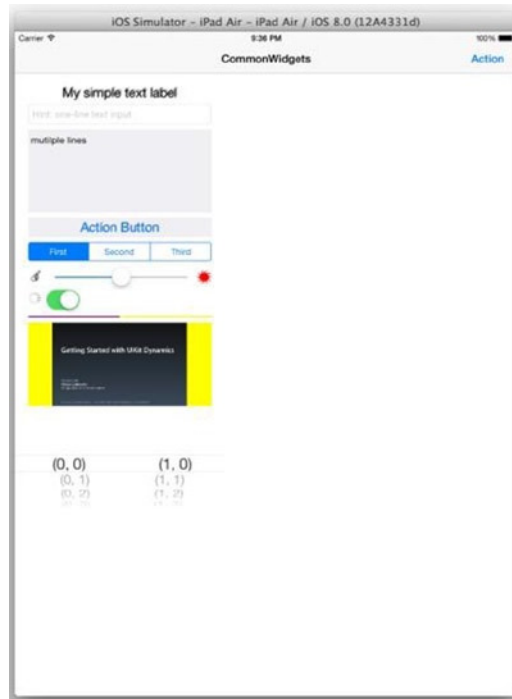 iOS Simulator - iPad Air - iPad Air / iOS 8.0 (12A4331d)
Carrier 9:36 PM 100%
CommonWidgets Action
My simple text label
Hint: one-line text input
mutliple lines
Action Button
First Second Third
Getting Started with UIKit Dynamics
(0, 0) (1, 0)
(0, 1) (1, 1)
(0, 2) (1, 2)